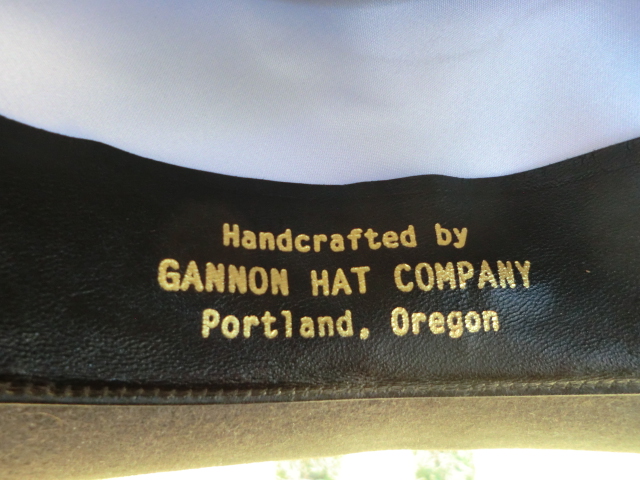 Handcrafted by
GANNON HAT COMPANY
Portland, Oregon